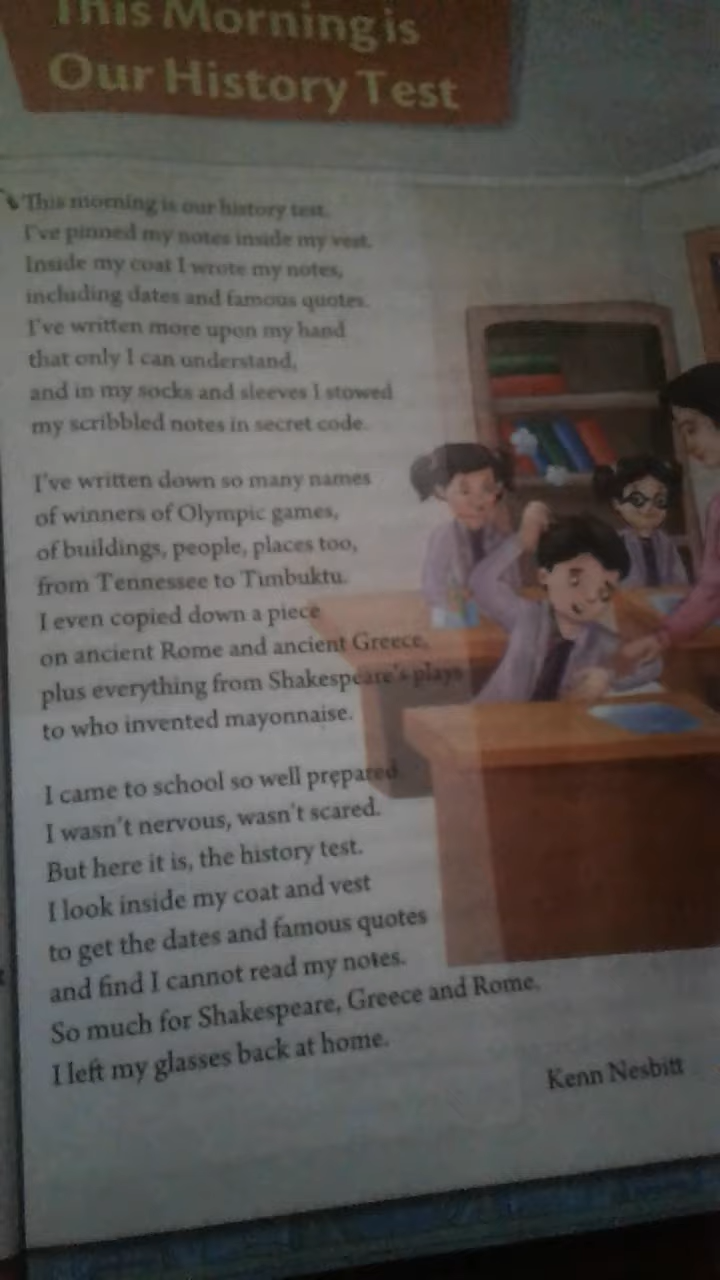 This Morning is
Our History Test
This morning is our history test.
I've pinned my notes inside my vest.
Inside my coat I wrote my notes,
including dates and famous quotes.
I've written more upon my hand
that only I can understand,
and in my socks and sleeves I stowed
my scribbled notes in secret code.
I've written down so many names
of winners of Olympic games,
of buildings, people, places too,
from Tennessee to Timbuktu.
I even copied down a piece
on ancient Rome and ancient Greece,
plus everything from Shakespeare's plays
to who invented mayonnaise.
I came to school so well prepared.
I wasn't nervous, wasn't scared.
But here it is, the history test.
I look inside my coat and vest
to get the dates and famous quotes
and find I cannot read my notes.
So much for Shakespeare, Greece and Rome.
I left my glasses back at home.
Kenn Nesbitt